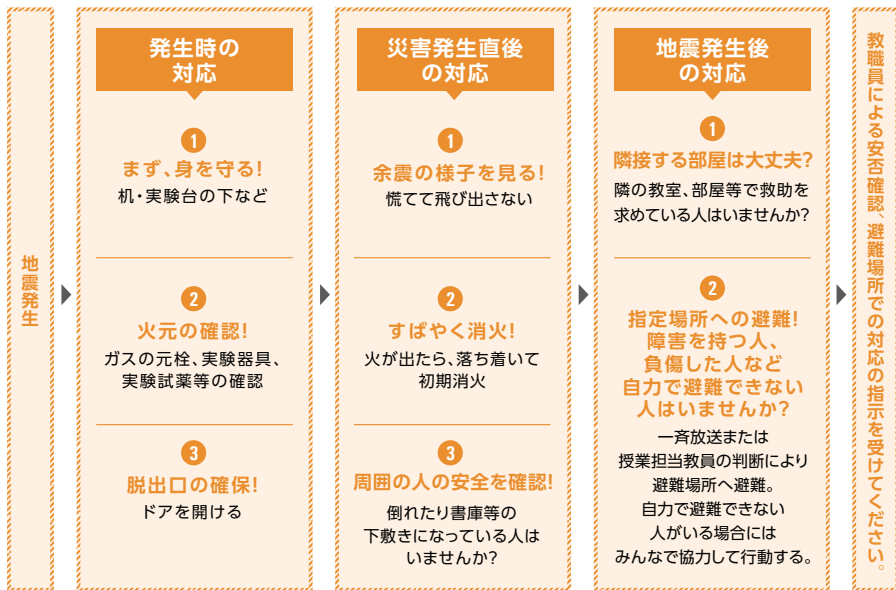 地震発生
発生時の
対応
1
まず、身を守る!
机・実験台の下など
2
火元の確認!
ガスの元栓、実験器具、
実験試薬等の確認
3
脱出口の確保!
ドアを開ける
災害発生直後
の対応
1
余震の様子を見る!
慌てて飛び出さない
2
すばやく消火!
火が出たら、落ち着いて
初期消火
3
周囲の人の安全を確認!
倒れたり書庫等の
下敷きになっている人は
いませんか?
地震発生後
の対応
1
隣接する部屋は大丈夫?
隣の教室、部屋等で救助を
求めている人はいませんか?
2
指定場所への避難!
障害を持つ人、
負傷した人など
自力で避難できない
人はいませんか?
一斉放送または
授業担当教員の判断により
避難場所へ避難。
自力で避難できない
人がいる場合には
みんなで協力して行動する。
教職員による安否確認、避難場所での対応の指示を受けてください。